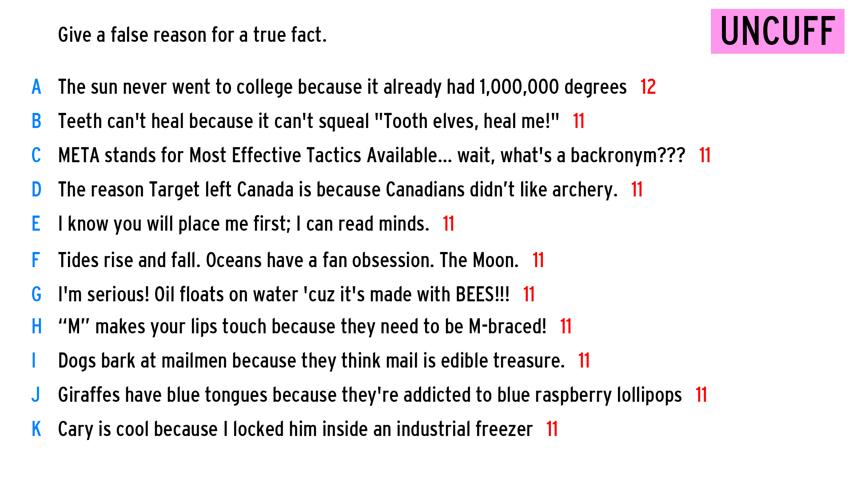 Give a false reason for a true fact.
UNCUFF
A The sun never went to college because it already had 1,000,000 degrees 12
B Teeth can't heal because it can't squeal "Tooth elves, heal me!" 11
C META stands for Most Effective Tactics Available... wait, what's a backronym??? 11
D The reason Target left Canada is because Canadians didn’t like archery. 11
E I know you will place me first; I can read minds. 11
F Tides rise and fall. Oceans have a fan obsession. The Moon. 11
G I'm serious! Oil floats on water 'cuz it's made with BEES!!! 11
H “M” makes your lips touch because they need to be M-braced! 11
I Dogs bark at mailmen because they think mail is edible treasure. 11
J Giraffes have blue tongues because they're addicted to blue raspberry lollipops 11
K Cary is cool because I locked him inside an industrial freezer 11